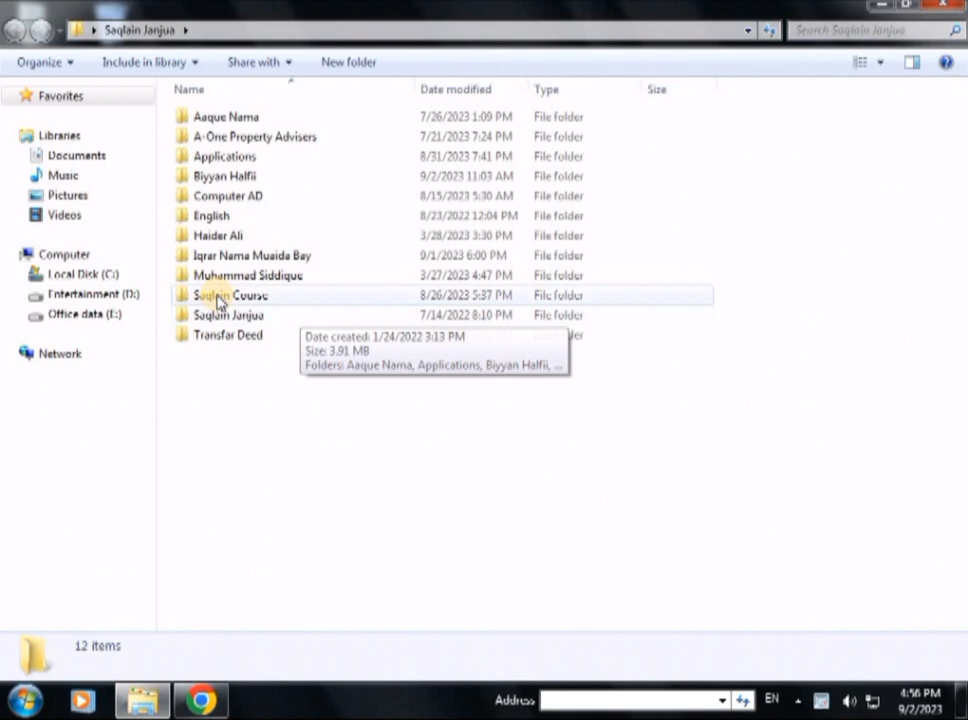 Saqlain Janjua
Search Saqlain Janjua
Organize
Include in library
Share with
New folder
Name
Date modified
Type
Size
Favorites
Libraries
Documents
Music
Pictures
Videos
Computer
Local Disk (C:)
Entertainment (D:)
Office data (E:)
Network
Aaque Nama 7/26/2023 1:09 PM File folder
A-One Property Advisers 7/21/2023 7:24 PM File folder
Applications 8/31/2023 7:41 PM File folder
Biyyan Halfii 9/2/2023 11:03 AM File folder
Computer AD 8/15/2023 5:30 AM File folder
English 8/23/2022 12:04 PM File folder
Haider Ali 3/28/2023 3:30 PM File folder
Iqrar Nama Muaida Bay 9/1/2023 6:00 PM File folder
Muhammad Siddique 3/27/2023 4:47 PM File folder
Saqlain Course 8/26/2023 5:37 PM File folder
Saqlain Janjua 7/14/2022 8:10 PM File folder
Transfar Deed
Date created: 1/24/2022 3:13 PM
Size: 3.91 MB
Folders: Aaque Nama, Applications, Biyyan Halfii, ...
12 items
Address
EN
4:56 PM
9/2/2023